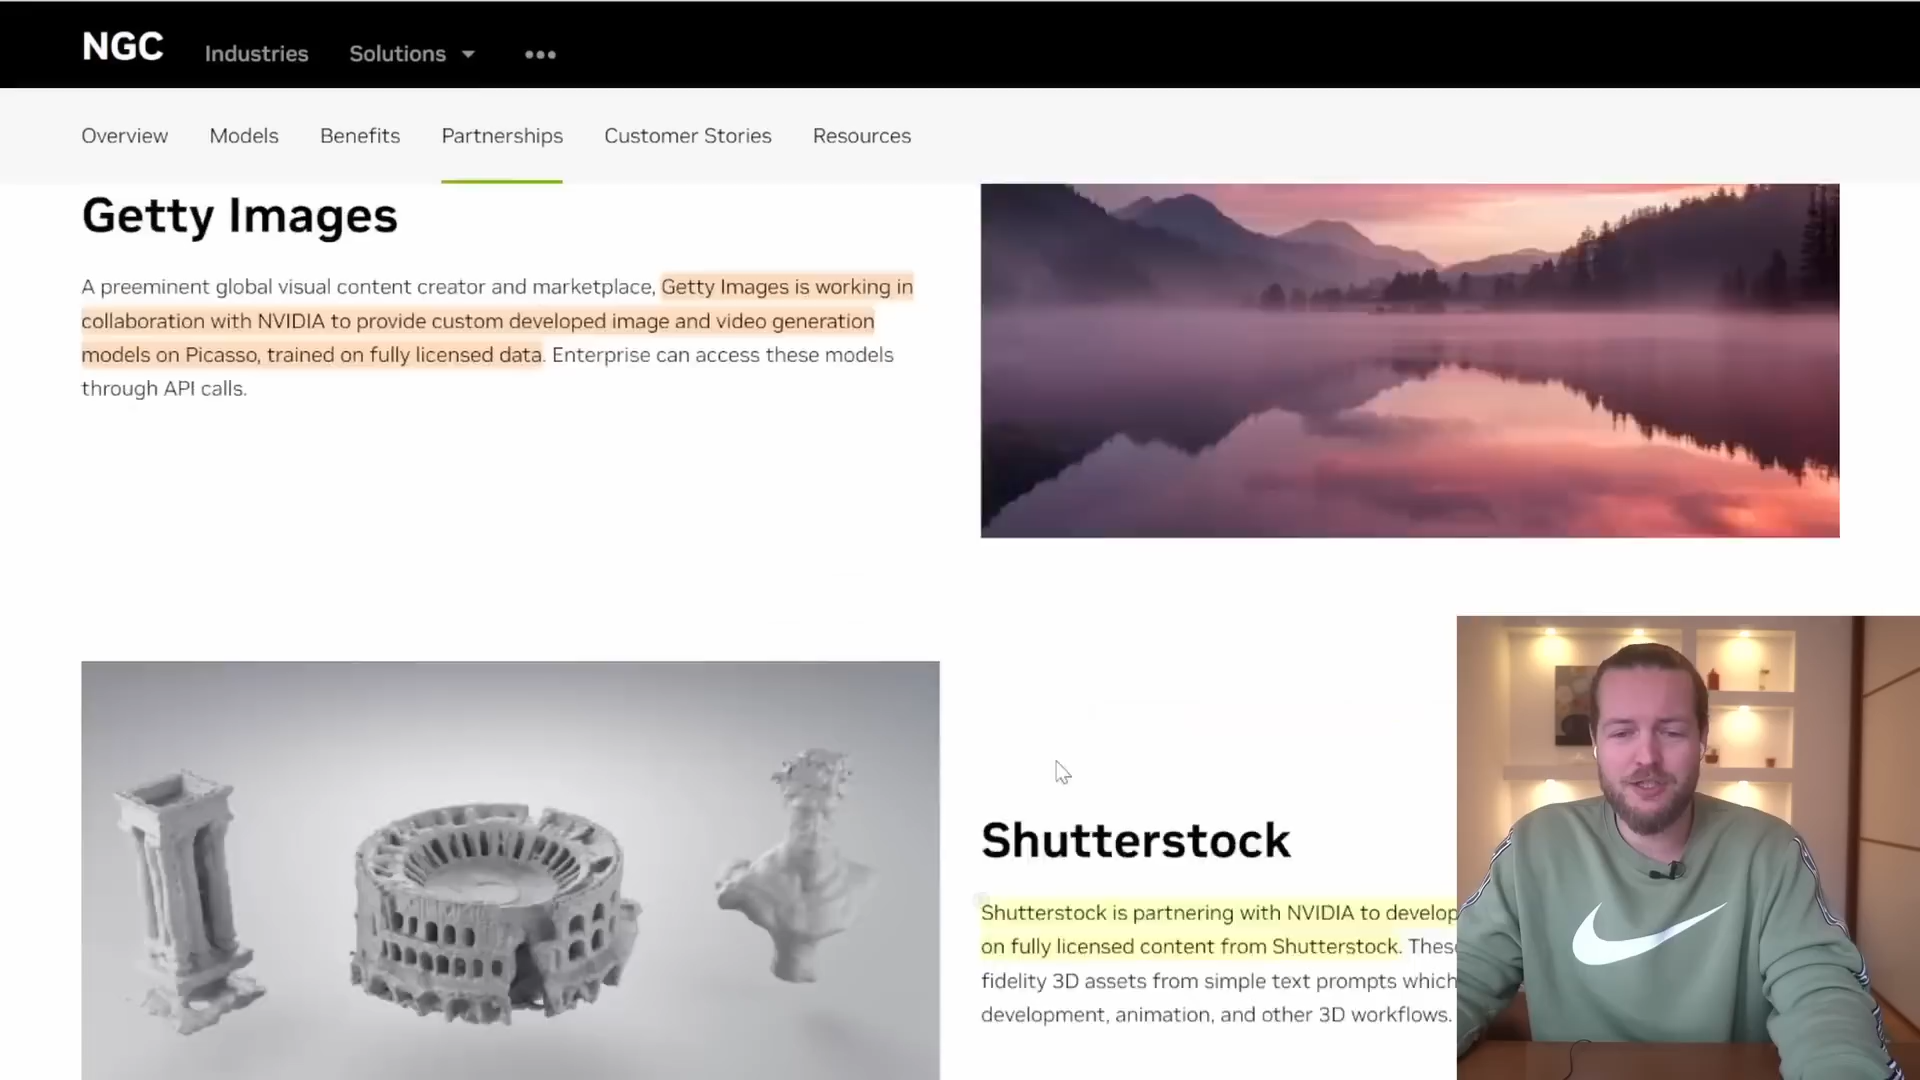 NGC Industries Solutions
Overview Models Benefits Partnerships Customer Stories Resources
Getty Images
A preeminent global visual content creator and marketplace, Getty Images is working in
collaboration with NVIDIA to provide custom developed image and video generation
models on Picasso, trained on fully licensed data. Enterprise can access these models
through API calls.
Shutterstock
Shutterstock is partnering with NVIDIA to develop
on fully licensed content from Shutterstock.
fidelity 3D assets from simple text prompts which
development, animation, and other 3D workflows.